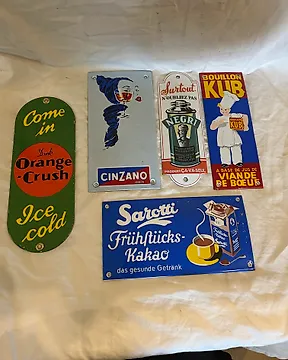 Come
in
Drink
Orange
-Crush
Ice
cold
CINZANO
Surtout
N'OUBLIEZ PAS
NEGRI
BOUILLON
KUB
KUB
A BASE DE JUS DE
VIANDE
DE BŒUF
Sarotti
Frühstücks-
Kakao
das gesunde Getränk